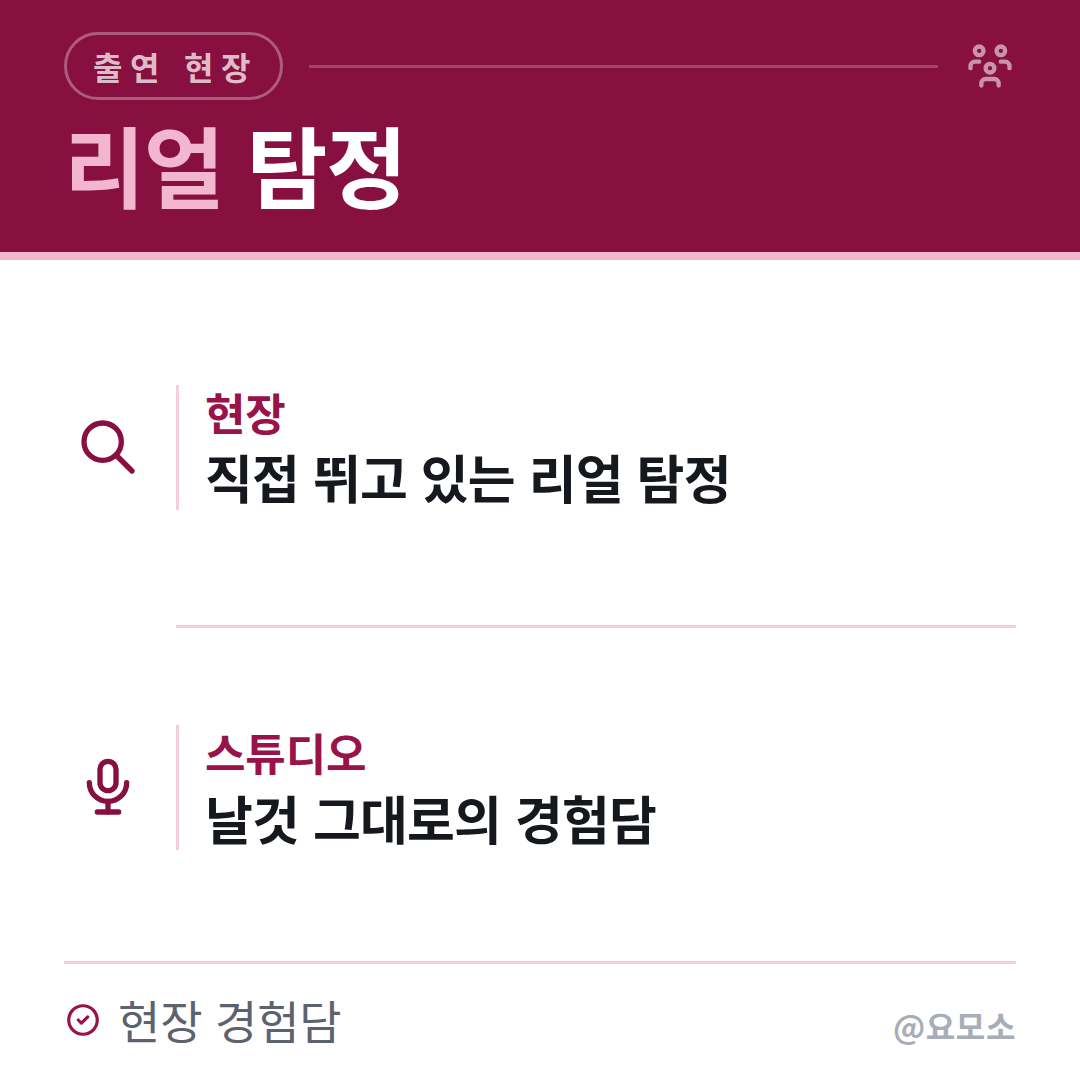 출연 현장
리얼 탐정
현장
직접 뛰고 있는 리얼 탐정
스튜디오
날것 그대로의 경험담
현장 경험담
@요모소